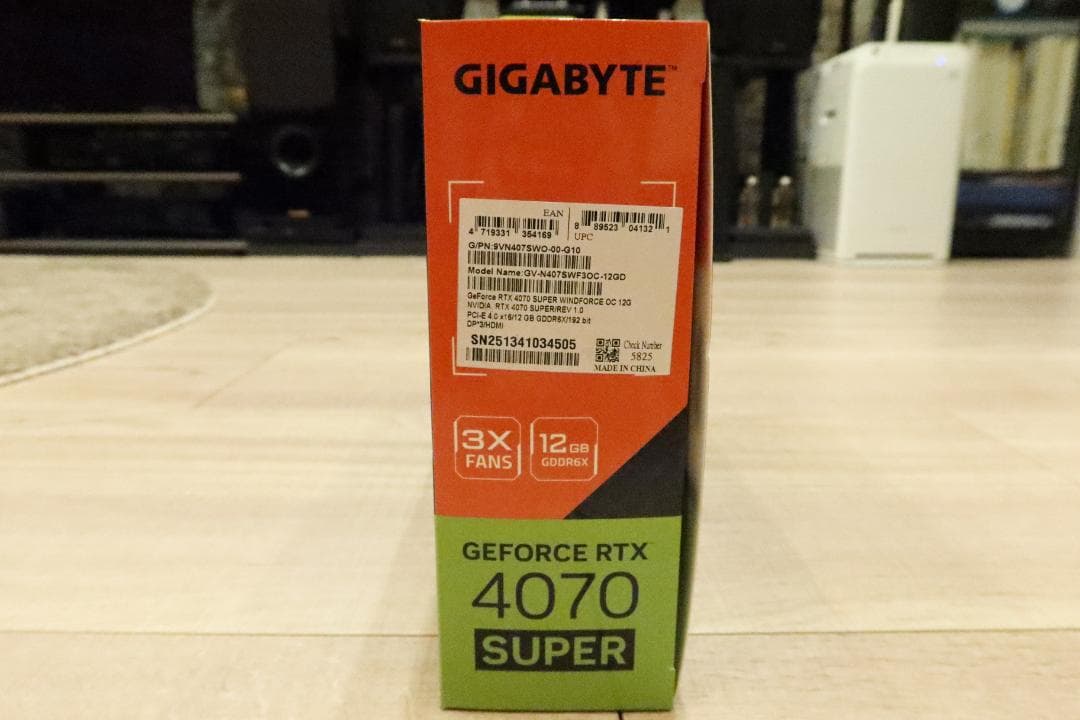 GIGABYTE™
EAN
4 719331 354169
8 89523 04132 1
UPC
G/PN:9VN407SWO-00-G10
Model Name:GV-N407SWF3OC-12GD
GeForce RTX 4070 SUPER WINDFORCE OC 12G
NVIDIA RTX 4070 SUPER/REV 1.0
PCI-E 4.0 x16/12 GB GDDR6X/192 bit
DP*3/HDMI
SN251341034505
Check Number
5825
MADE IN CHINA
3X
FANS
12GB
GDDR6X
GEFORCE RTX
4070
SUPER